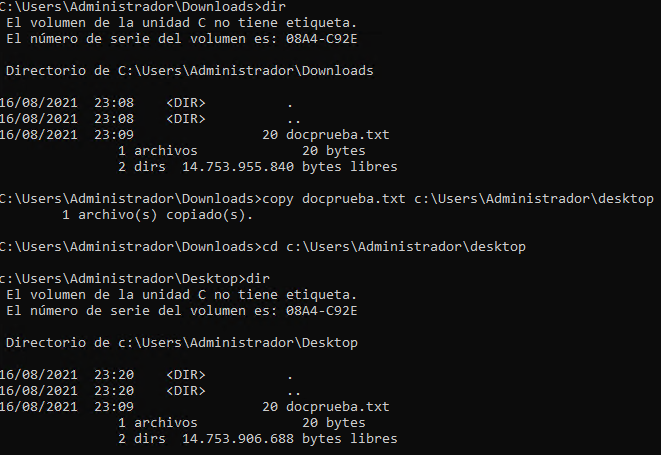 C:\Users\Administrador\Downloads>dir
 El volumen de la unidad C no tiene etiqueta.
 El número de serie del volumen es: 08A4-C92E

 Directorio de C:\Users\Administrador\Downloads

16/08/2021  23:08    <DIR>          .
16/08/2021  23:08    <DIR>          ..
16/08/2021  23:09                20 docprueba.txt
               1 archivos             20 bytes
               2 dirs  14.753.955.840 bytes libres

C:\Users\Administrador\Downloads>copy docprueba.txt c:\Users\Administrador\desktop
        1 archivo(s) copiado(s).

C:\Users\Administrador\Downloads>cd c:\Users\Administrador\desktop

c:\Users\Administrador\Desktop>dir
 El volumen de la unidad C no tiene etiqueta.
 El número de serie del volumen es: 08A4-C92E

 Directorio de c:\Users\Administrador\Desktop

16/08/2021  23:20    <DIR>          .
16/08/2021  23:20    <DIR>          ..
16/08/2021  23:09                20 docprueba.txt
               1 archivos             20 bytes
               2 dirs  14.753.906.688 bytes libres